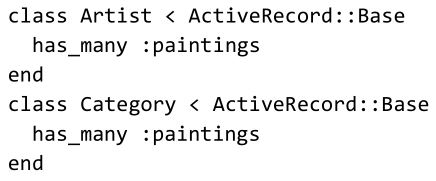 class Artist < ActiveRecord::Base
  has_many :paintings
end
class Category < ActiveRecord::Base
  has_many :paintings
end